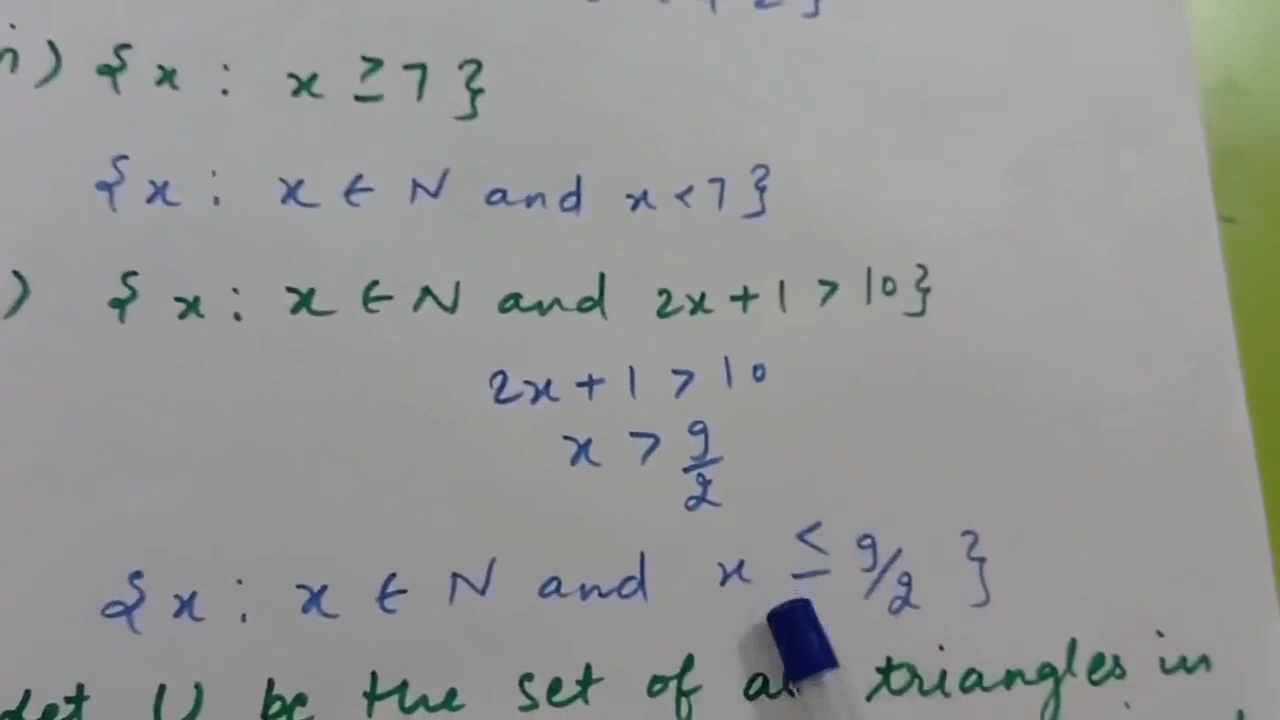 ) {x : x ≥ 7}
{x : x ∈ N and x < 7}
) {x : x ∈ N and 2x + 1 > 10}
2x + 1 > 10
x > 9/2
{x : x ∈ N and x ≤ 9/2 }
be the set of triangles in